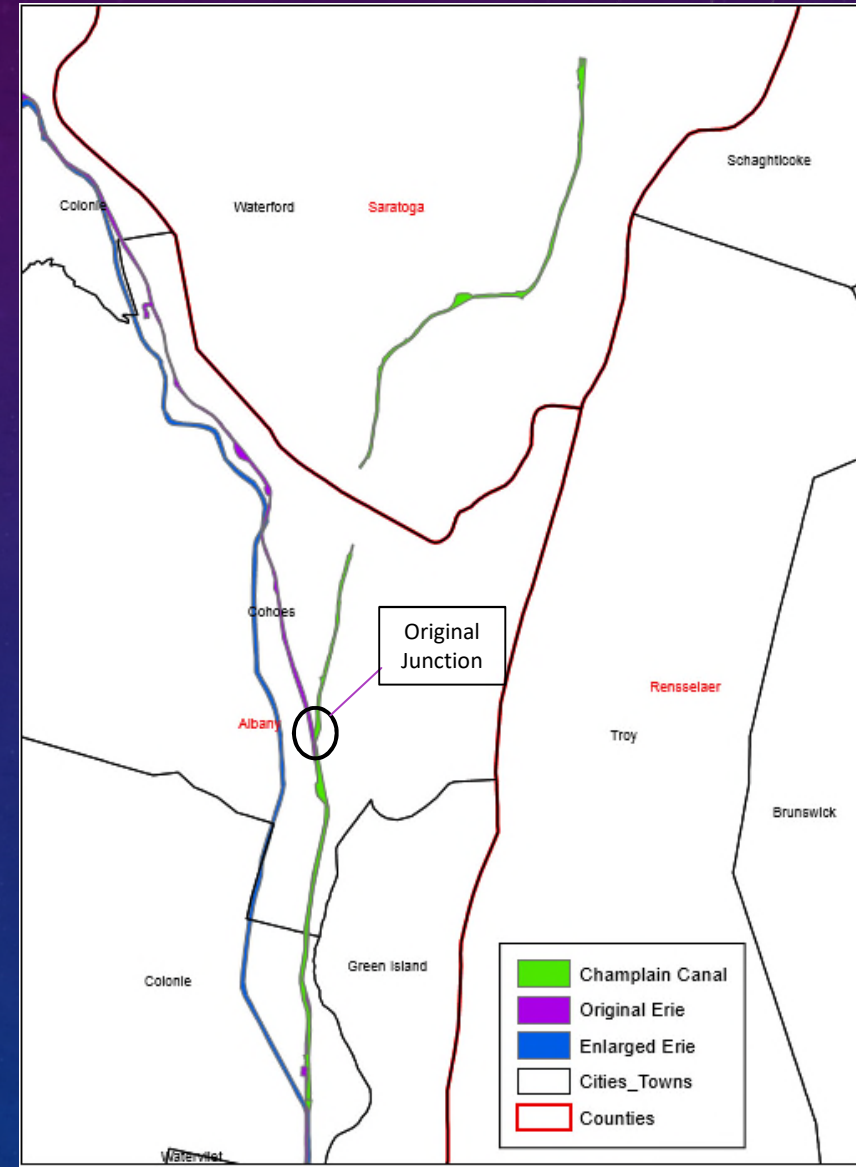 Schaghticoke
Colonie
Waterford
Saratoga
Cohoes
Original
Junction
Rensselaer
Albany
Troy
Brunswick
Green Island
Colonie
Watervliet
Champlain Canal
Original Erie
Enlarged Erie
Cities_Towns
Counties